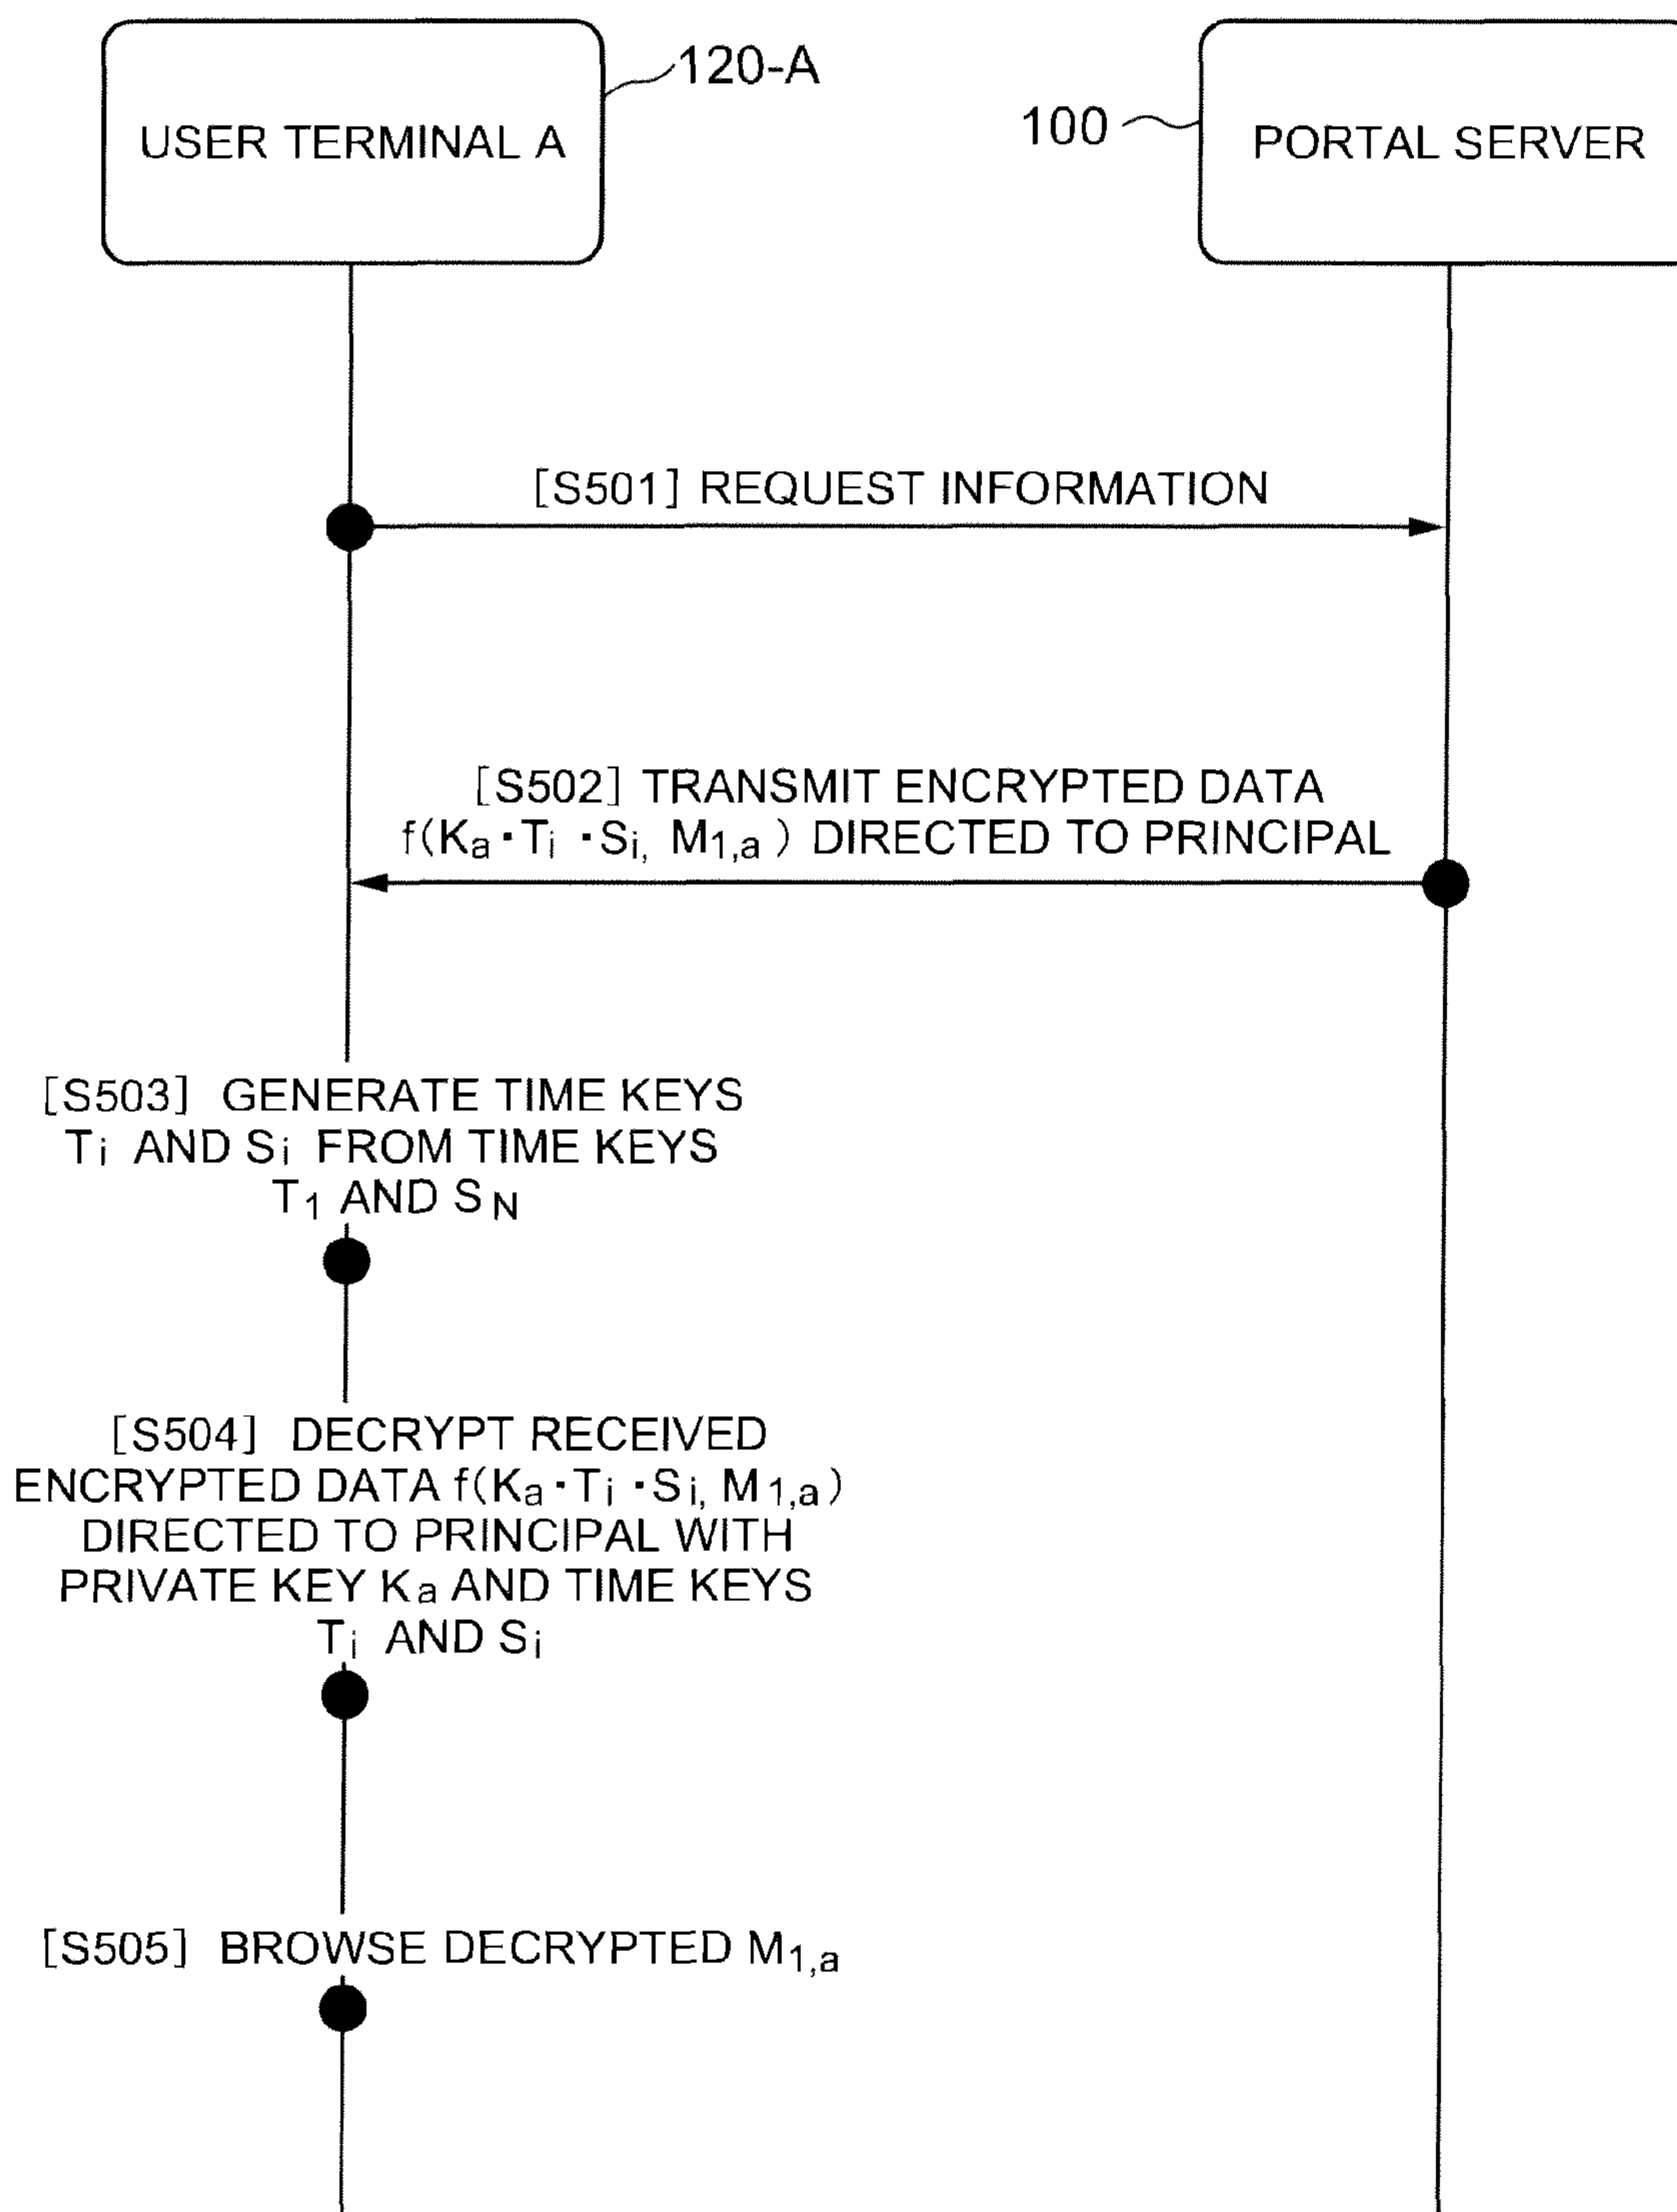 120-A
USER TERMINAL A
100
PORTAL SERVER
[S501] REQUEST INFORMATION
[S502] TRANSMIT ENCRYPTED DATA
f(Ka・Ti・Si, M1,a) DIRECTED TO PRINCIPAL
[S503] GENERATE TIME KEYS
Ti AND Si FROM TIME KEYS
T1 AND SN
[S504] DECRYPT RECEIVED
ENCRYPTED DATA f(Ka・Ti・Si, M1,a)
DIRECTED TO PRINCIPAL WITH
PRIVATE KEY Ka AND TIME KEYS
Ti AND Si
[S505] BROWSE DECRYPTED M1,a